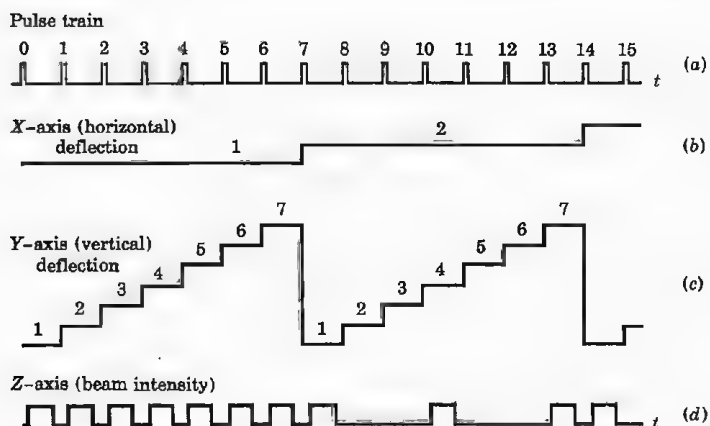 Pulse train
0 1 2 3 4 5 6 7 8 9 10 11 12 13 14 15
t (a)
X-axis (horizontal)
deflection
1 2
(b)
7 7
6 6
Y-axis (vertical)
deflection
5 5
4 4
(c)
3 3
2 2
1 1
Z-axis (beam intensity)
t (d)